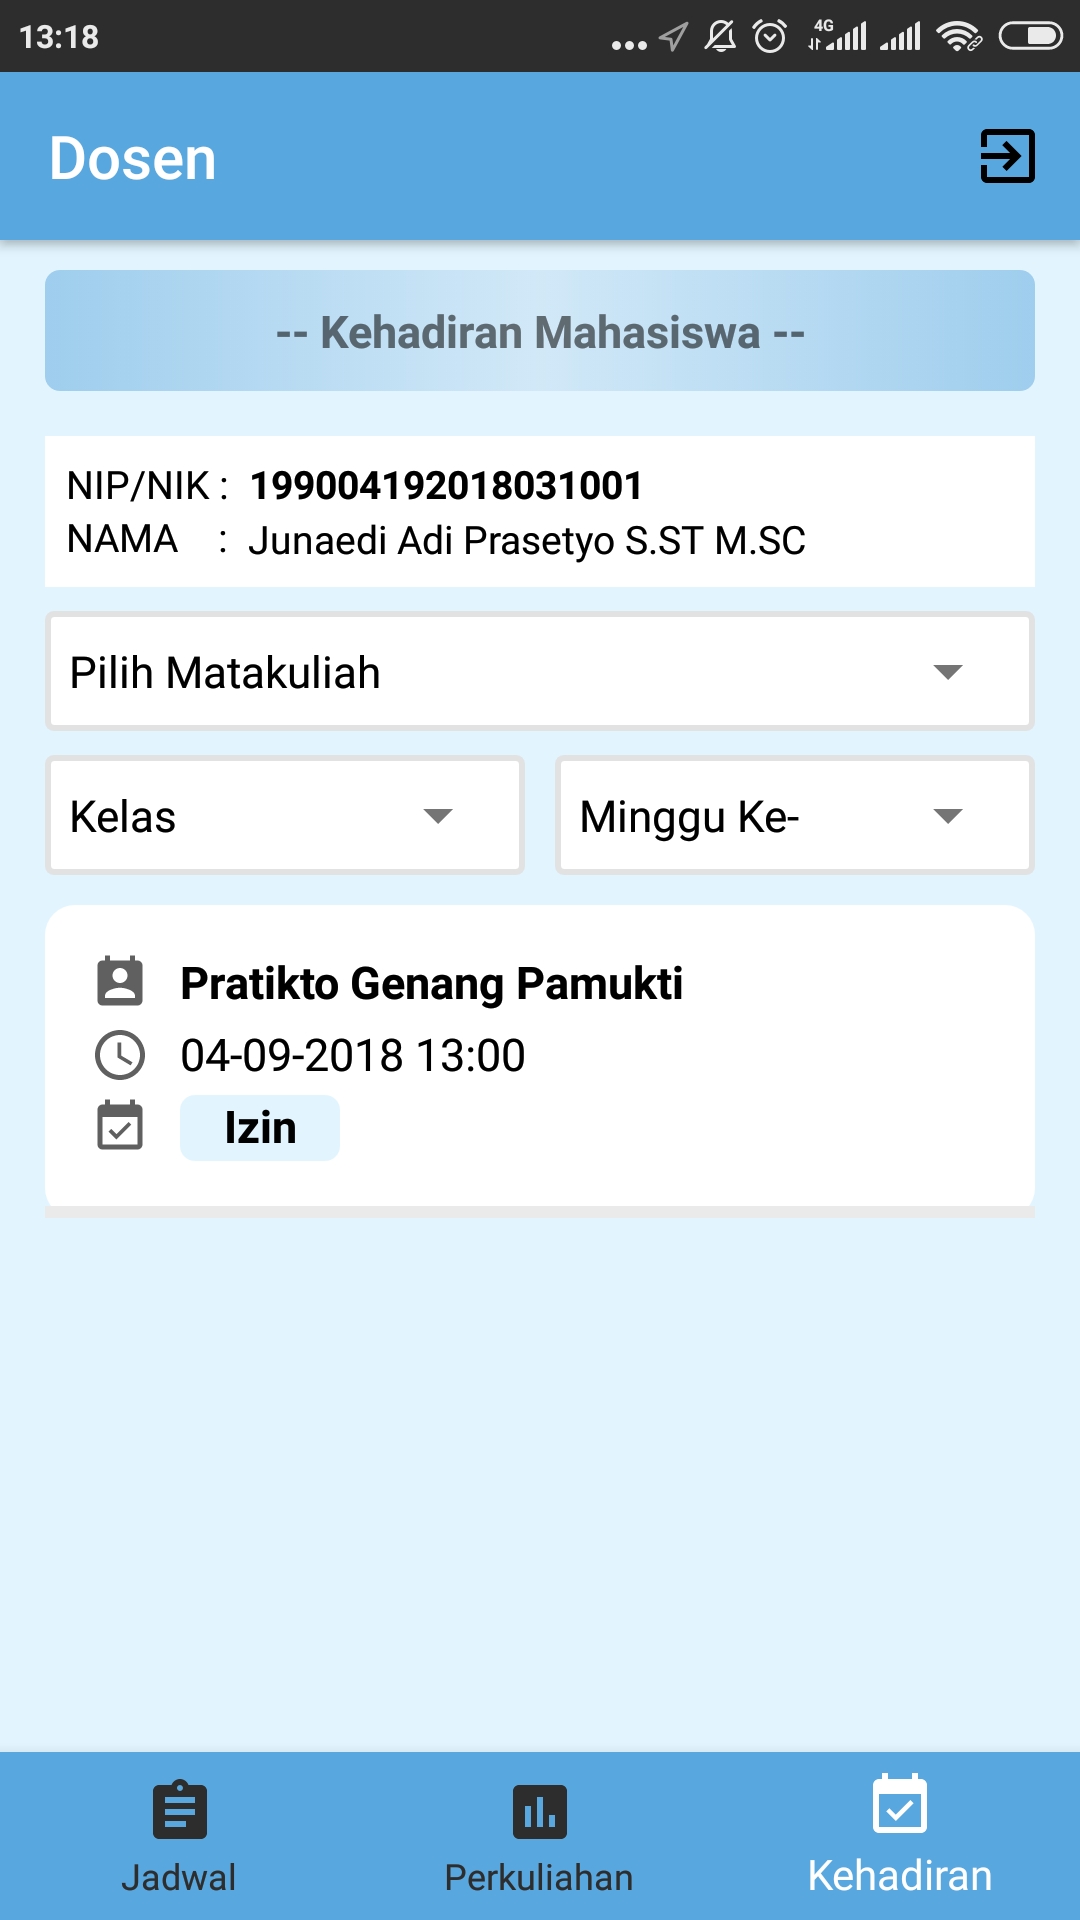 13:18
4G
Dosen
-- Kehadiran Mahasiswa --
NIP/NIK : 199004192018031001
NAMA : Junaedi Adi Prasetyo S.ST M.SC
Pilih Matakuliah
Kelas
Minggu Ke-
Pratikto Genang Pamukti
04-09-2018 13:00
Izin
Jadwal
Perkuliahan
Kehadiran